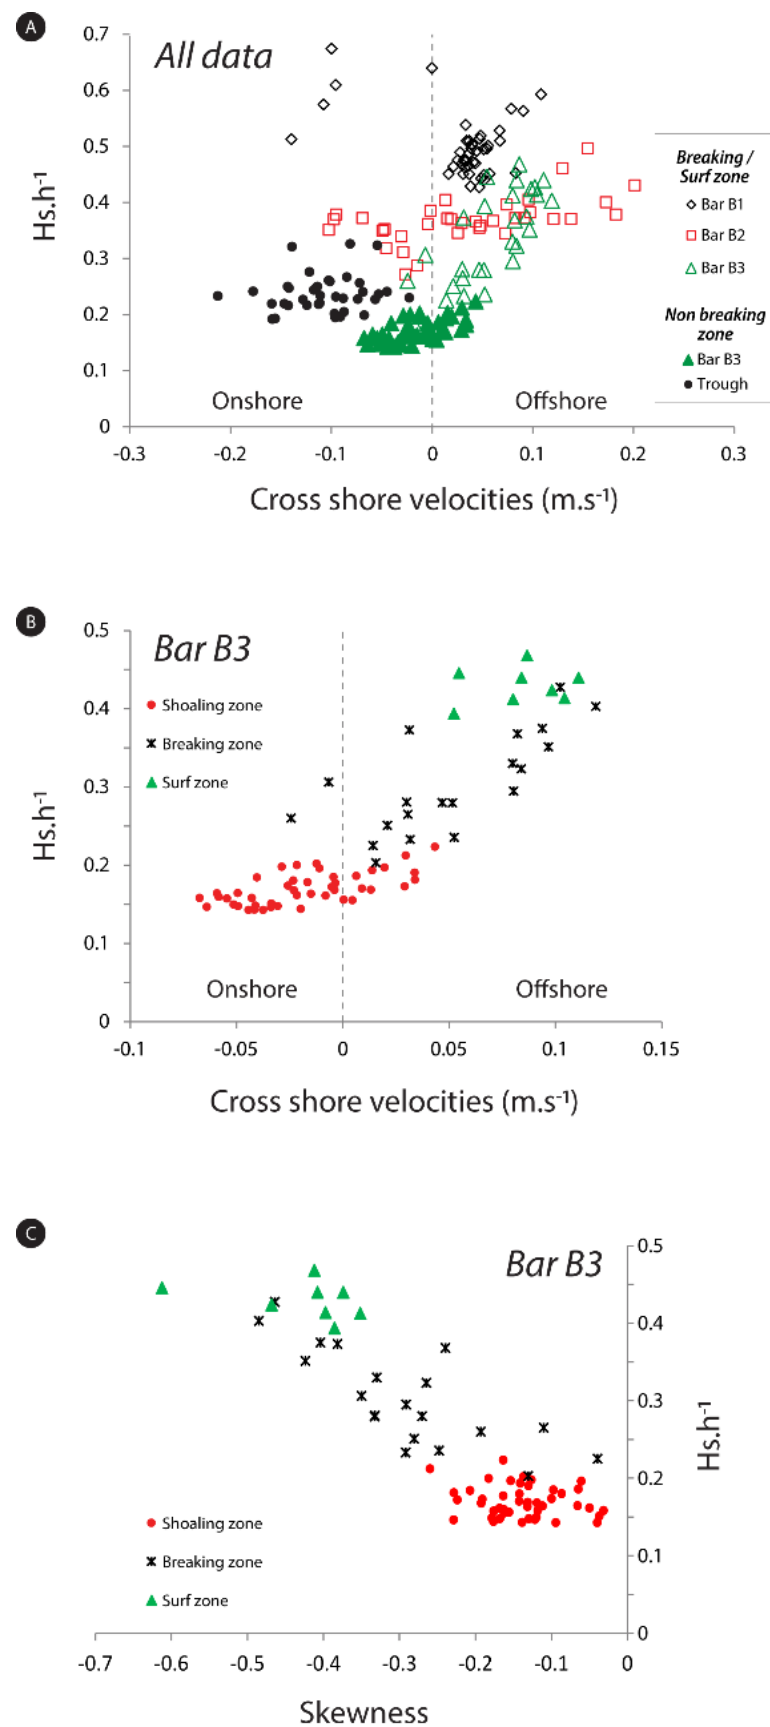 A
All data
0.7
0.6
0.5
0.4
0.3
0.2
0.1
0
Hs.h⁻¹
Breaking /
Surf zone
Bar B1
Bar B2
Bar B3
Non breaking
zone
Bar B3
Trough
Onshore
Offshore
-0.3 -0.2 -0.1 0 0.1 0.2 0.3
Cross shore velocities (m.s⁻¹)
B
Bar B3
0.5
0.4
0.3
0.2
0.1
0
Hs.h⁻¹
Shoaling zone
Breaking zone
Surf zone
Onshore
Offshore
-0.1 -0.05 0 0.05 0.1 0.15
Cross shore velocities (m.s⁻¹)
C
Bar B3
0.5
0.4
0.3
0.2
0.1
0
Hs.h⁻¹
Shoaling zone
Breaking zone
Surf zone
-0.7 -0.6 -0.5 -0.4 -0.3 -0.2 -0.1 0
Skewness